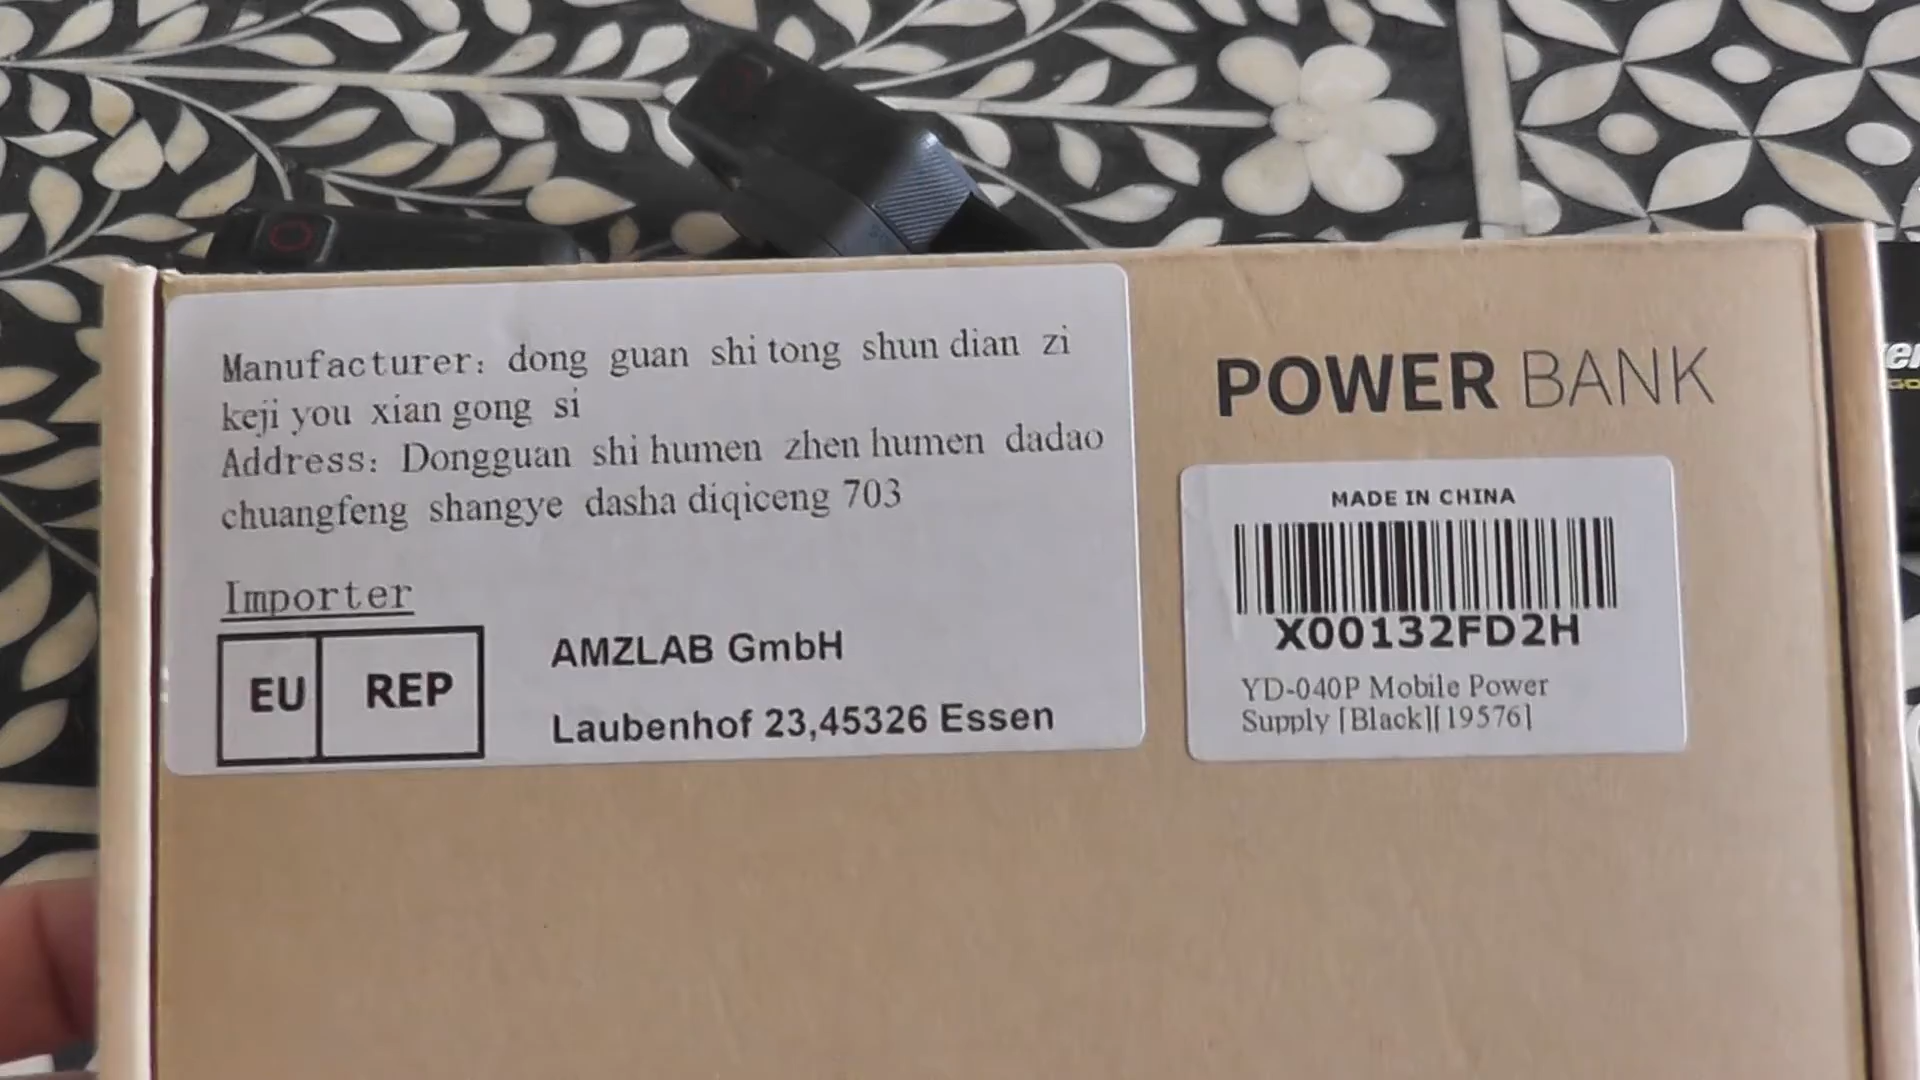 Manufacturer: dong guan shi tong shun dian zi
keji you xian gong si
Address: Dongguan shi humen zhen humen dadao
chuangfeng shangye dasha diqiceng 703
Importer
EU REP
AMZLAB GmbH
Laubenhof 23,45326 Essen
POWER BANK
MADE IN CHINA
X00132FD2H
YD-040P Mobile Power
Supply [Black][19576]